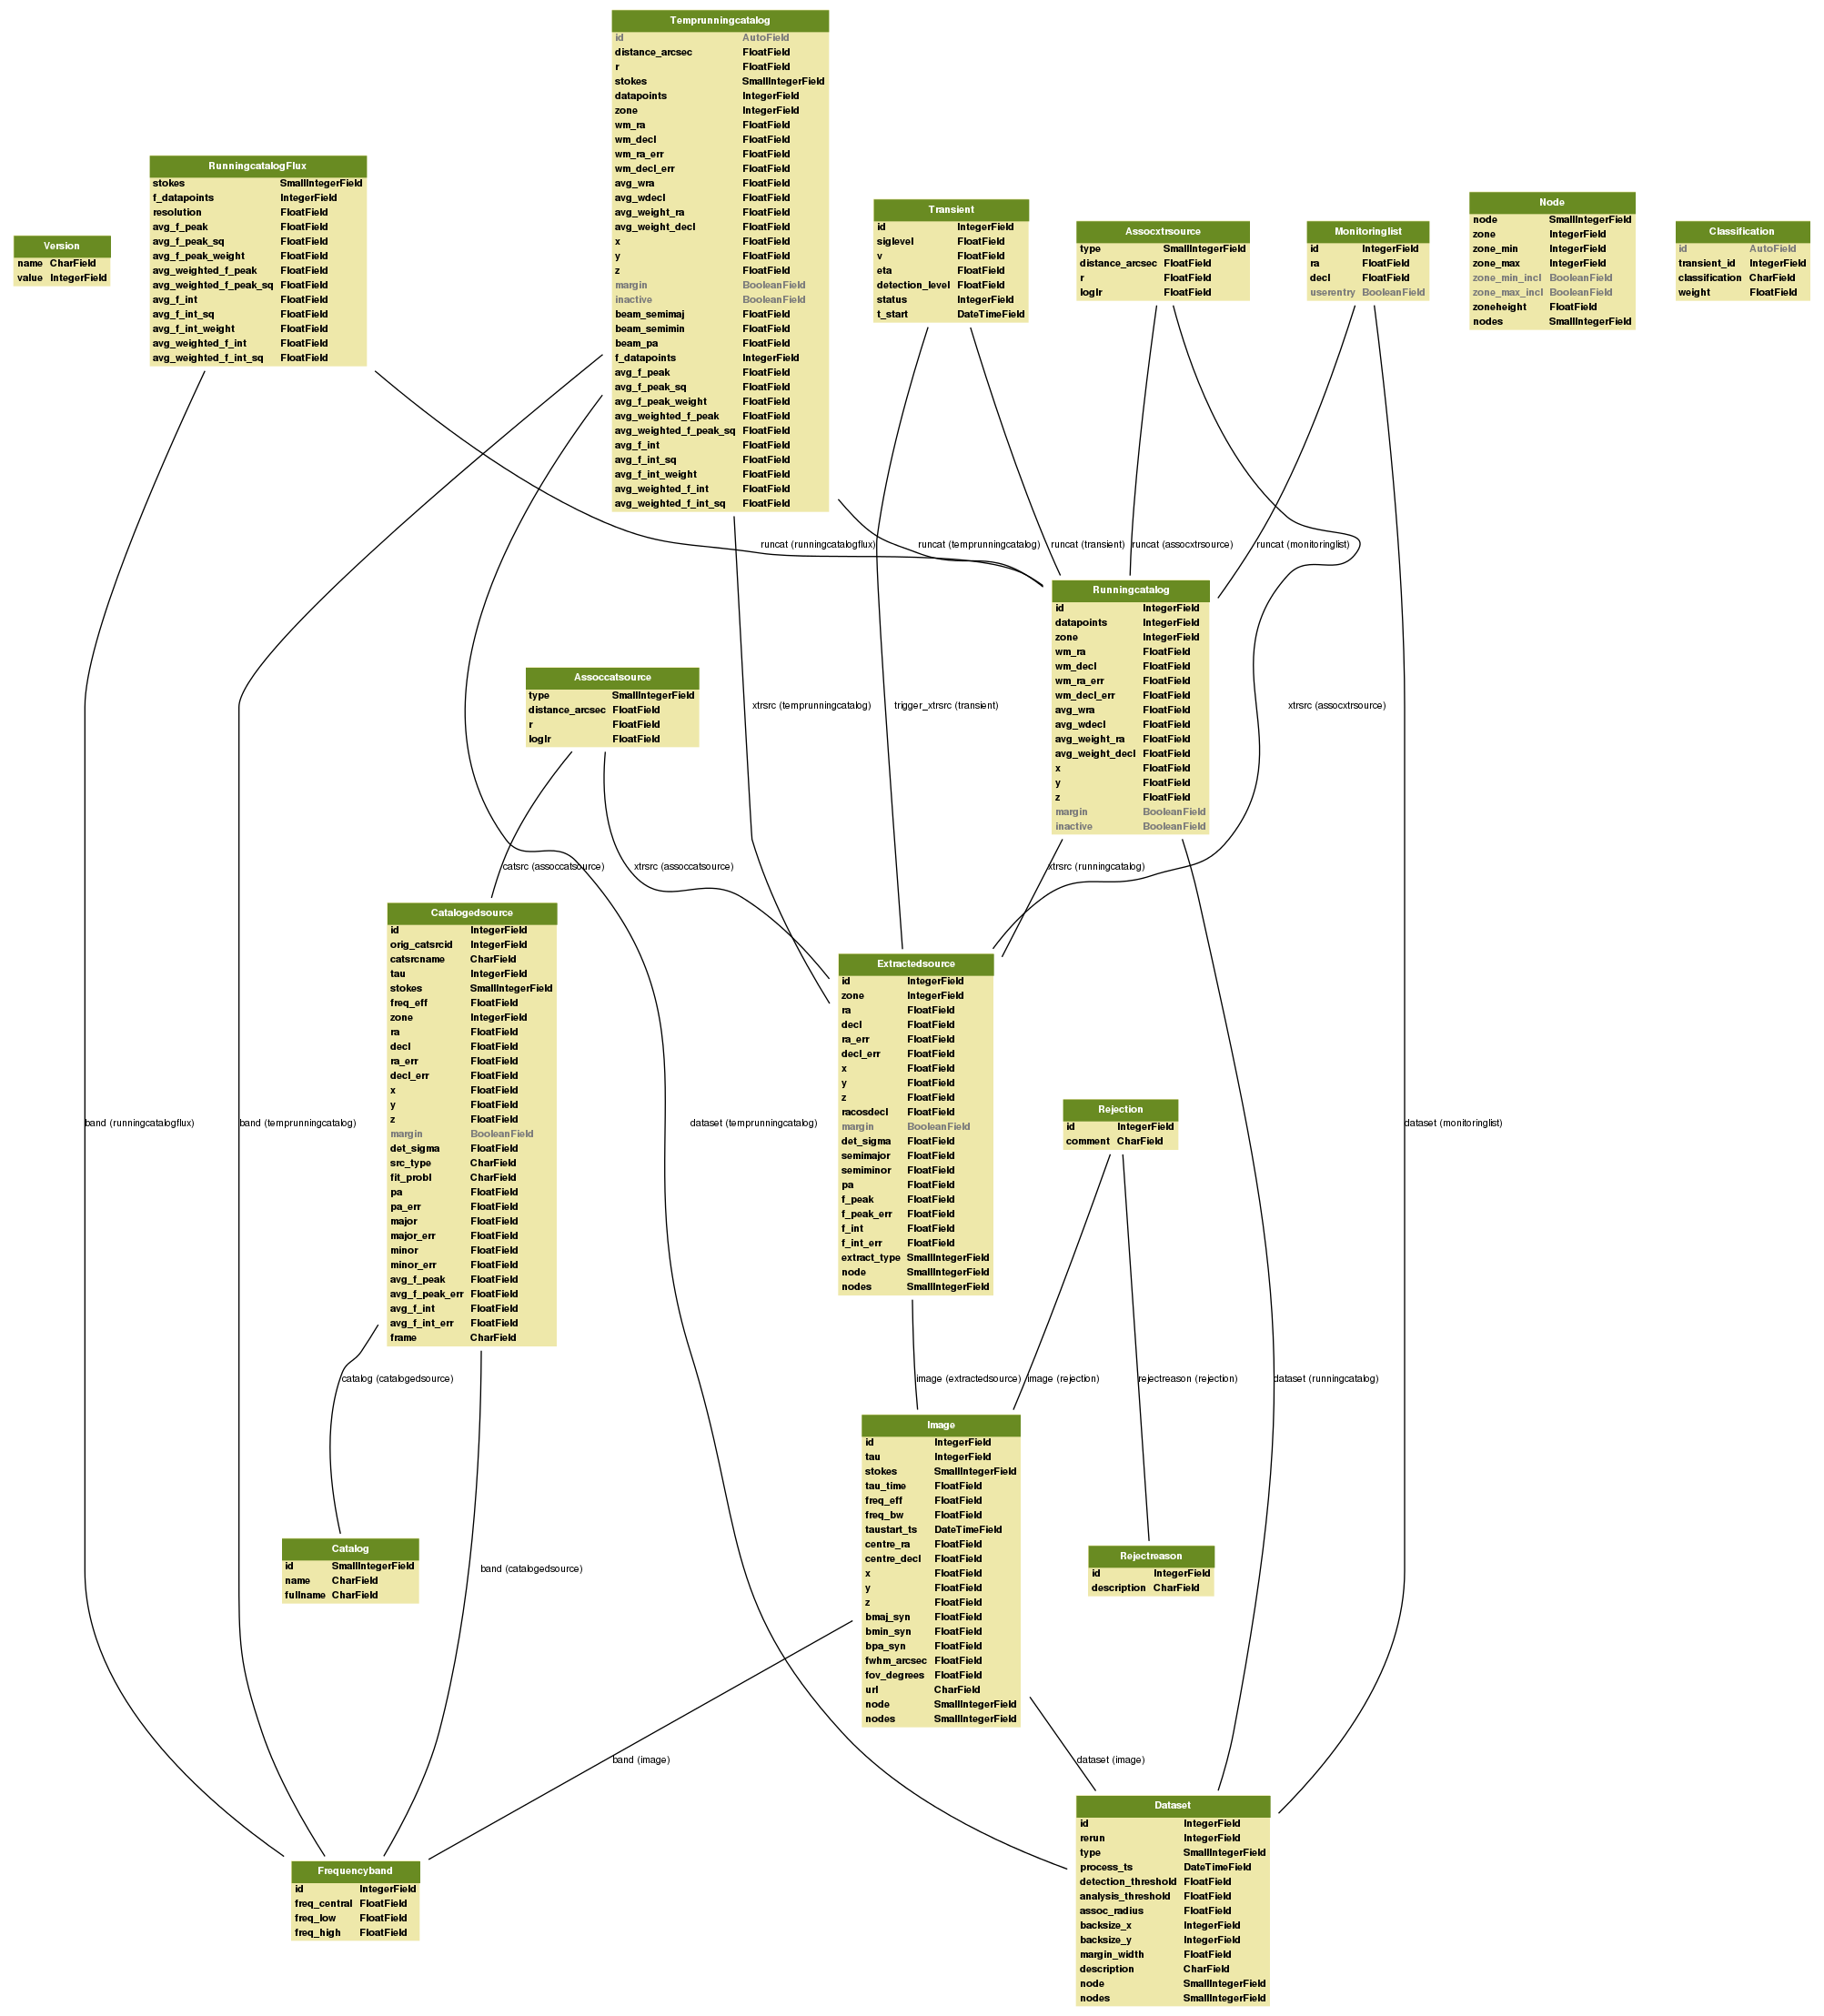 Temprunningcatalog
id AutoField
distance_arcsec FloatField
r FloatField
stokes SmallIntegerField
datapoints IntegerField
zone IntegerField
wm_ra FloatField
wm_decl FloatField
wm_ra_err FloatField
wm_decl_err FloatField
avg_wra FloatField
avg_wdecl FloatField
avg_weight_ra FloatField
avg_weight_decl FloatField
x FloatField
y FloatField
z FloatField
margin BooleanField
inactive BooleanField
beam_semimaj FloatField
beam_semimin FloatField
beam_pa FloatField
f_datapoints IntegerField
avg_f_peak FloatField
avg_f_peak_sq FloatField
avg_f_peak_weight FloatField
avg_weighted_f_peak FloatField
avg_weighted_f_peak_sq FloatField
avg_f_int FloatField
avg_f_int_sq FloatField
avg_f_int_weight FloatField
avg_weighted_f_int FloatField
avg_weighted_f_int_sq FloatField
RunningcatalogFlux
stokes SmallIntegerField
f_datapoints IntegerField
resolution FloatField
avg_f_peak FloatField
avg_f_peak_sq FloatField
avg_f_peak_weight FloatField
avg_weighted_f_peak FloatField
avg_weighted_f_peak_sq FloatField
avg_f_int FloatField
avg_f_int_sq FloatField
avg_f_int_weight FloatField
avg_weighted_f_int FloatField
avg_weighted_f_int_sq FloatField
Version
name CharField
value IntegerField
Transient
id IntegerField
siglevel FloatField
v FloatField
eta FloatField
detection_level FloatField
status IntegerField
t_start DateTimeField
Assocxtrsource
type SmallIntegerField
distance_arcsec FloatField
r FloatField
loglr FloatField
Monitoringlist
id IntegerField
ra FloatField
decl FloatField
userentry BooleanField
Node
node SmallIntegerField
zone IntegerField
zone_min IntegerField
zone_max IntegerField
zone_min_incl BooleanField
zone_max_incl BooleanField
zoneheight FloatField
nodes SmallIntegerField
Classification
id AutoField
transient_id IntegerField
classification CharField
weight FloatField
runcat (runningcatalogflux)
runcat (temprunningcatalog)
runcat (transient)
runcat (assocxtrsource)
runcat (monitoringlist)
Runningcatalog
id IntegerField
datapoints IntegerField
zone IntegerField
wm_ra FloatField
wm_decl FloatField
wm_ra_err FloatField
wm_decl_err FloatField
avg_wra FloatField
avg_wdecl FloatField
avg_weight_ra FloatField
avg_weight_decl FloatField
x FloatField
y FloatField
z FloatField
margin BooleanField
inactive BooleanField
Assoccatsource
type SmallIntegerField
distance_arcsec FloatField
r FloatField
loglr FloatField
xtrsrc (temprunningcatalog)
trigger_xtrsrc (transient)
xtrsrc (assocxtrsource)
catsrc (assoccatsource)
xtrsrc (assoccatsource)
xtrsrc (runningcatalog)
Catalogedsource
id IntegerField
orig_catsrcid IntegerField
catsrcname CharField
tau IntegerField
stokes SmallIntegerField
freq_eff FloatField
zone IntegerField
ra FloatField
decl FloatField
ra_err FloatField
decl_err FloatField
x FloatField
y FloatField
z FloatField
margin BooleanField
det_sigma FloatField
src_type CharField
fit_probl CharField
pa FloatField
pa_err FloatField
major FloatField
major_err FloatField
minor FloatField
minor_err FloatField
avg_f_peak FloatField
avg_f_peak_err FloatField
avg_f_int FloatField
avg_f_int_err FloatField
frame CharField
Extractedsource
id IntegerField
zone IntegerField
ra FloatField
decl FloatField
ra_err FloatField
decl_err FloatField
x FloatField
y FloatField
z FloatField
racosdecl FloatField
margin BooleanField
det_sigma FloatField
semimajor FloatField
semiminor FloatField
pa FloatField
f_peak FloatField
f_peak_err FloatField
f_int FloatField
f_int_err FloatField
extract_type SmallIntegerField
node SmallIntegerField
nodes SmallIntegerField
Rejection
id IntegerField
comment CharField
band (runningcatalogflux)
band (temprunningcatalog)
dataset (temprunningcatalog)
dataset (monitoringlist)
catalog (catalogedsource)
image (extractedsource)
image (rejection)
rejectreason (rejection)
dataset (runningcatalog)
Image
id IntegerField
tau IntegerField
stokes SmallIntegerField
tau_time FloatField
freq_eff FloatField
freq_bw FloatField
taustart_ts DateTimeField
centre_ra FloatField
centre_decl FloatField
x FloatField
y FloatField
z FloatField
bmaj_syn FloatField
bmin_syn FloatField
bpa_syn FloatField
fwhm_arcsec FloatField
fov_degrees FloatField
url CharField
node SmallIntegerField
nodes SmallIntegerField
Catalog
id SmallIntegerField
name CharField
fullname CharField
band (catalogedsource)
Rejectreason
id IntegerField
description CharField
band (image)
dataset (image)
Frequencyband
id IntegerField
freq_central FloatField
freq_low FloatField
freq_high FloatField
Dataset
id IntegerField
rerun IntegerField
type SmallIntegerField
process_ts DateTimeField
detection_threshold FloatField
analysis_threshold FloatField
assoc_radius FloatField
backsize_x IntegerField
backsize_y IntegerField
margin_width FloatField
description CharField
node SmallIntegerField
nodes SmallIntegerField